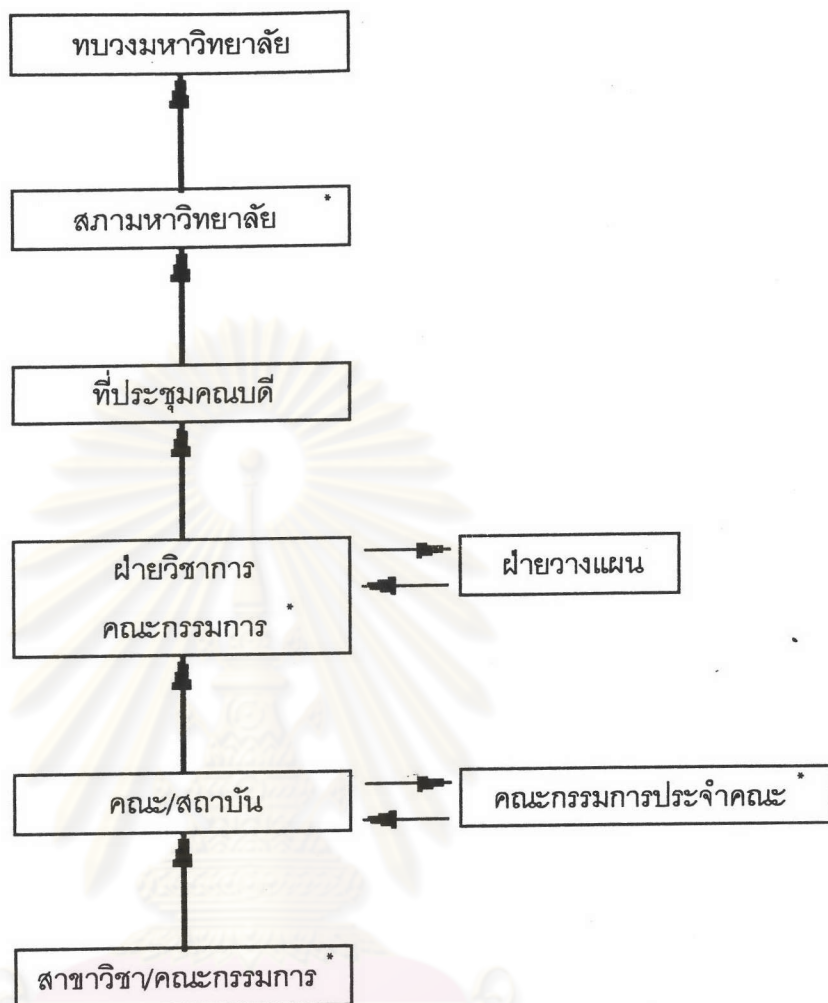 ทบวงมหาวิทยาลัย
สภามหาวิทยาลัย *
ที่ประชุมคณบดี
ฝ่ายวิชาการ
คณะกรรมการ *
ฝ่ายวางแผน
คณะ/สถาบัน
คณะกรรมการประจำคณะ *
สาขาวิชา/คณะกรรมการ *